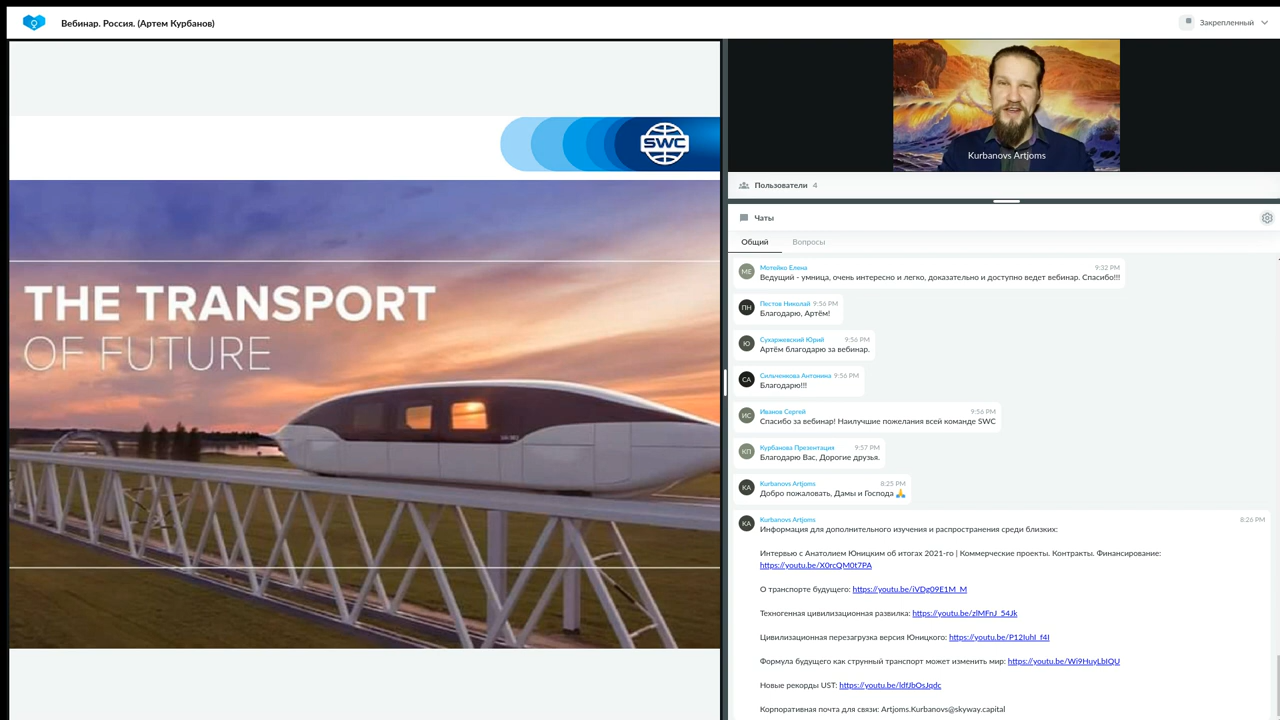 Вебинар. Россия. (Артем Курбанов)
Закрепленный
SWC
THE TRANSPORT
OF FUTURE
Kurbanovs Artjoms
Пользователи 4
Чаты
Общий Вопросы
МЕ
Мотейко Елена 9:32 PM
Ведущий - умница, очень интересно и легко, доказательно и доступно ведет вебинар. Спасибо!!!
ПН
Пестов Николай 9:56 PM
Благодарю, Артём!
Ю
Сухаржевский Юрий 9:56 PM
Артём благодарю за вебинар.
СА
Сильченкова Антонина 9:56 PM
Благодарю!!!
ИС
Иванов Сергей 9:56 PM
Спасибо за вебинар! Наилучшие пожелания всей команде SWC
КП
Курбанова Презентация 9:57 PM
Благодарю Вас, Дорогие друзья.
KA
Kurbanovs Artjoms 8:25 PM
Добро пожаловать, Дамы и Господа 🙏
KA
Kurbanovs Artjoms 8:26 PM
Информация для дополнительного изучения и распространения среди близких:
Интервью с Анатолием Юницким об итогах 2021-го | Коммерческие проекты. Контракты. Финансирование:
https://youtu.be/X0rcQM0t7PA
О транспорте будущего: https://youtu.be/iVDg09E1M_M
Техногенная цивилизационная развилка: https://youtu.be/zlMFnJ_54Jk
Цивилизационная перезагрузка версия Юницкого: https://youtu.be/P12IuhI_f4I
Формула будущего как струнный транспорт может изменить мир: https://youtu.be/Wi9HuyLbIQU
Новые рекорды UST: https://youtu.be/ldfJbOsJqdc
Корпоративная почта для связи: Artjoms.Kurbanovs@skyway.capital